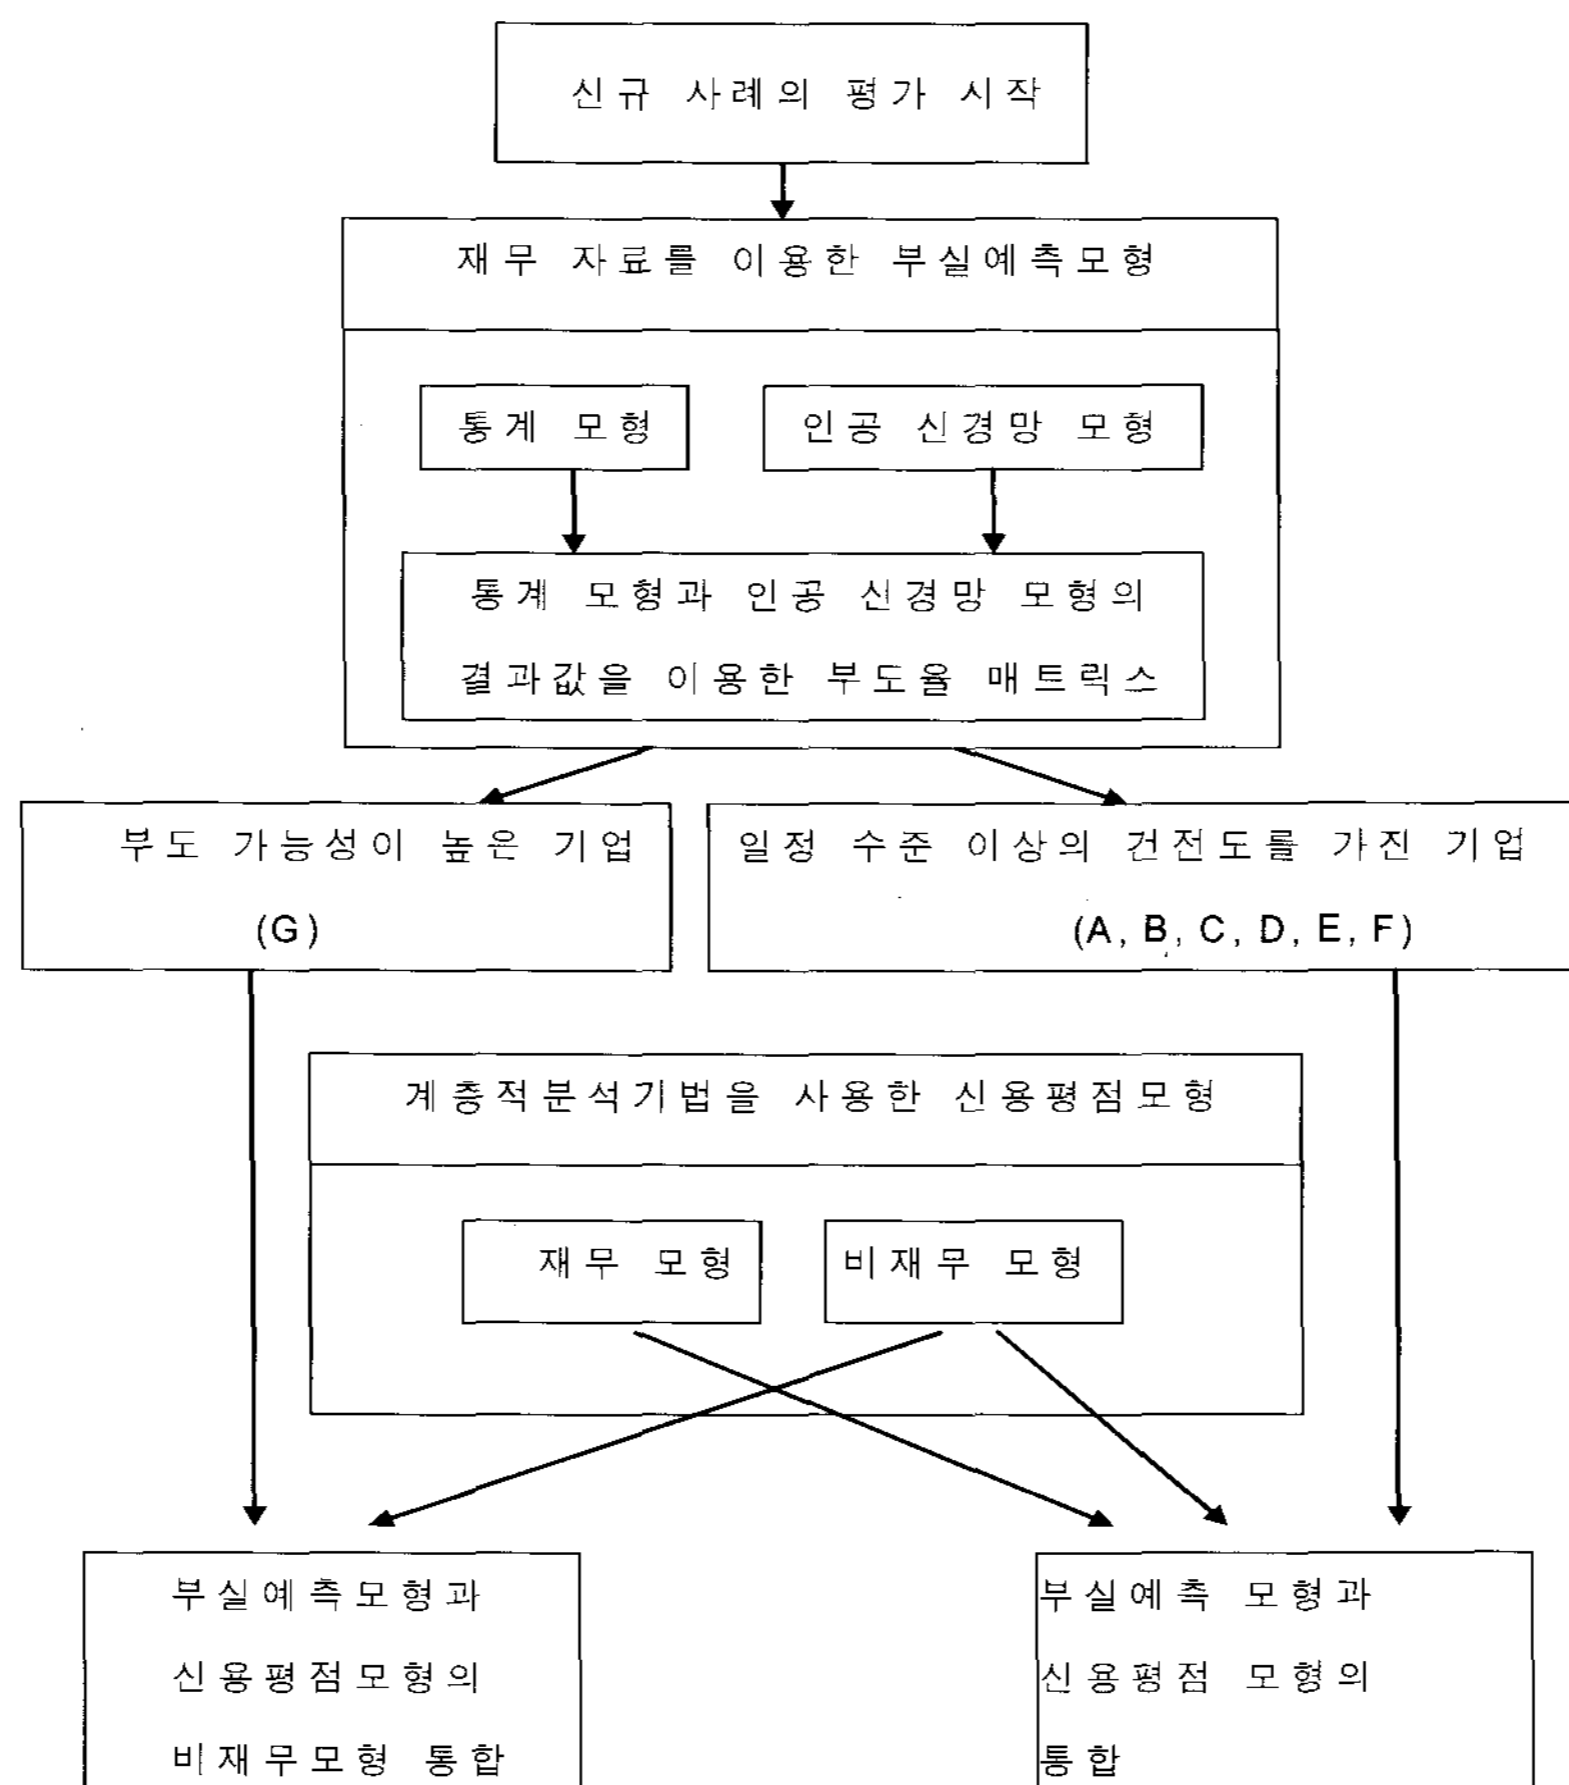 신규 사례의 평가 시작
재무 자료를 이용한 부실예측모형
통계 모형
인공 신경망 모형
통계 모형과 인공 신경망 모형의
결과값을 이용한 부도율 매트릭스
부도 가능성이 높은 기업
(G)
일정 수준 이상의 건전도를 가진 기업
(A, B, C, D, E, F)
계층적분석기법을 사용한 신용평점모형
재무 모형
비재무 모형
부실예측모형과
신용평점모형의
비재무모형 통합
부실예측 모형과
신용평점 모형의
통합